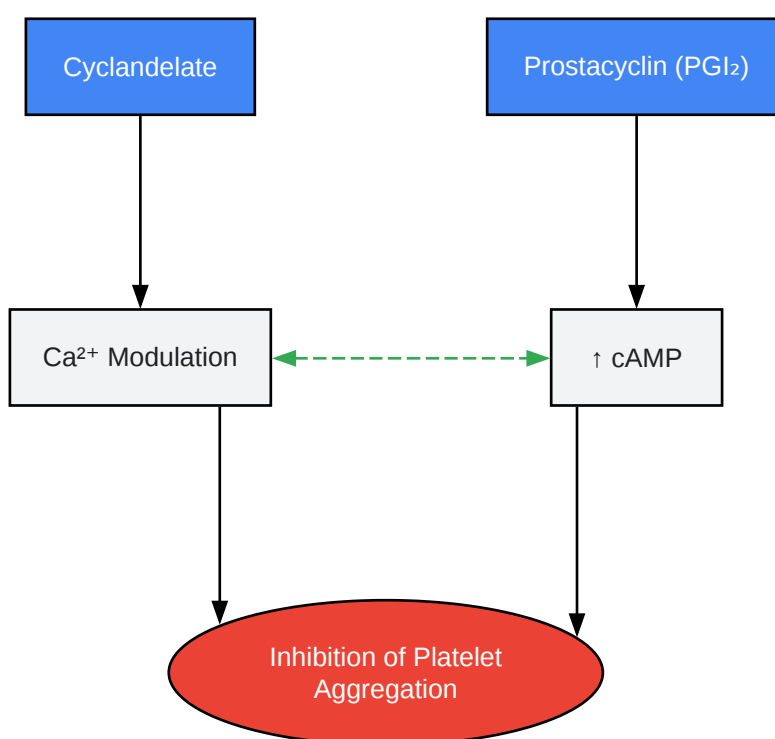 Cyclandelate
Prostacyclin (PGI₂)
Ca²⁺ Modulation
↑ cAMP
Inhibition of Platelet
Aggregation